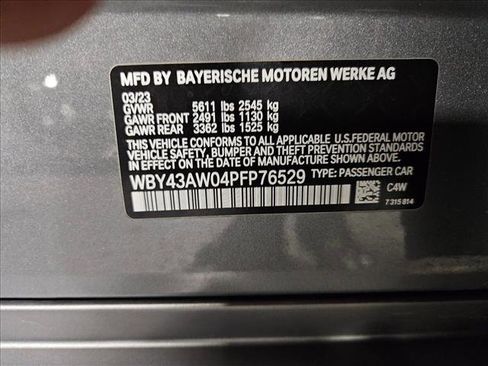 MFD BY BAYERISCHE MOTOREN WERKE AG
03/23
GVWR 5611 lbs 2545 kg
GAWR FRONT 2491 lbs 1130 kg
GAWR REAR 3362 lbs 1525 kg
THIS VEHICLE CONFORMS TO ALL APPLICABLE U.S. FEDERAL MOTOR
VEHICLE SAFETY, BUMPER AND THEFT PREVENTION STANDARDS
IN EFFECT ON THE DATE OF MANUFACTURE SHOWN ABOVE.
WBY43AW04PFP76529 TYPE: PASSENGER CAR
C4W
7 315 814